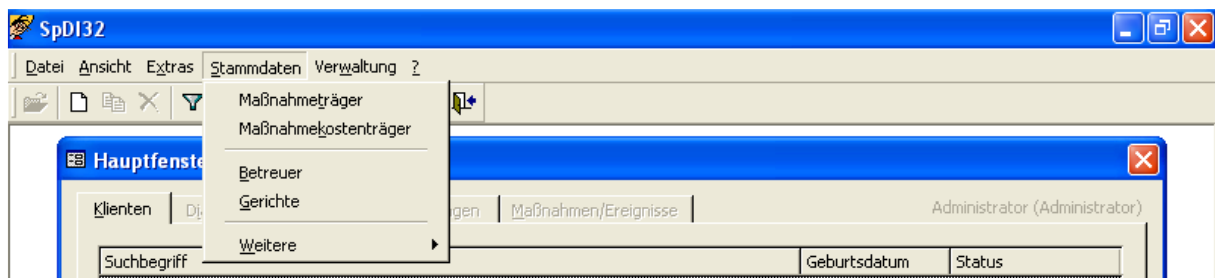 SpDI32
Datei Ansicht Extras Stammdaten Verwaltung ?
Maßnahmeträger
Maßnahmekostenträger
Betreuer
Gerichte
Weitere
Hauptfenste
Klienten Maßnahmen/Ereignisse Administrator (Administrator)
Suchbegriff Geburtsdatum Status